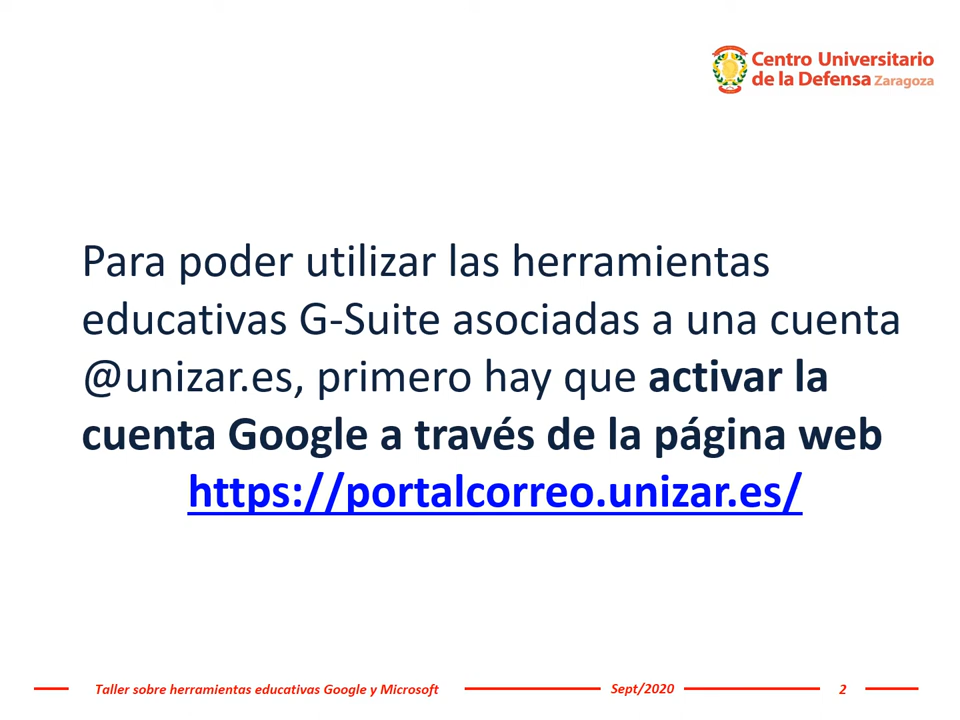 Centro Universitario
de la Defensa Zaragoza
Para poder utilizar las herramientas
educativas G-Suite asociadas a una cuenta
@unizar.es, primero hay que activar la
cuenta Google a través de la página web
https://portalcorreo.unizar.es/
Taller sobre herramientas educativas Google y Microsoft Sept/2020 2